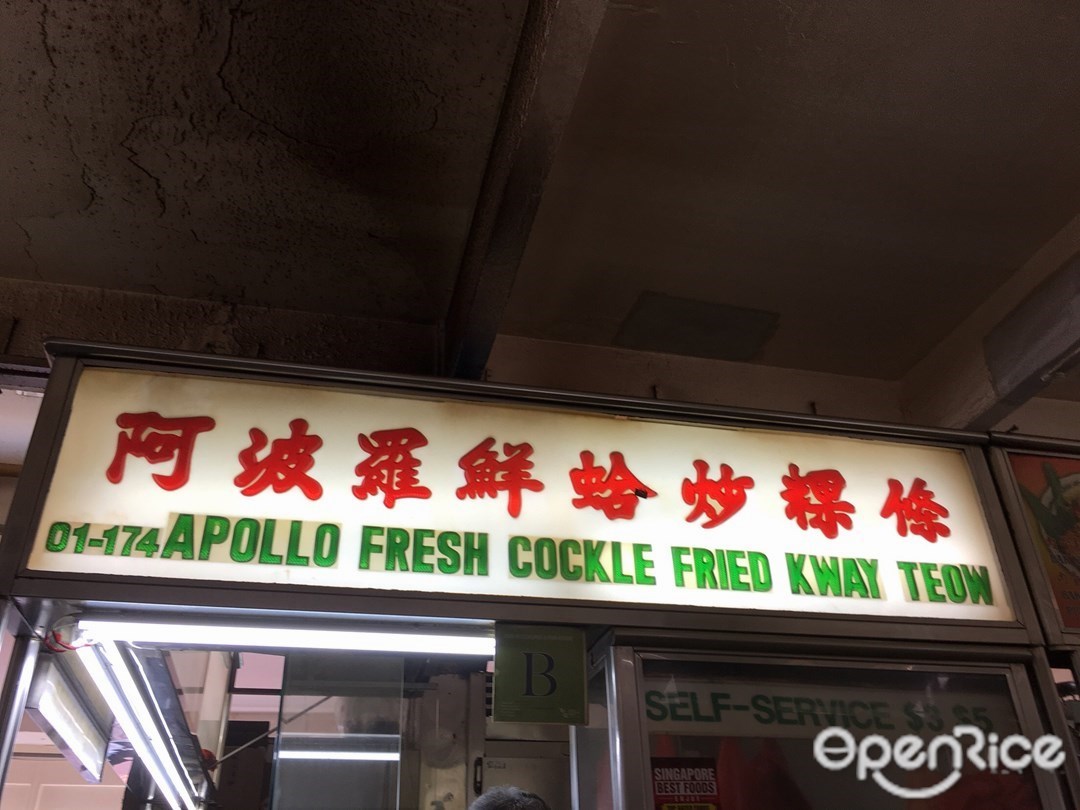 阿波羅鮮蛤炒粿條
01-174 APOLLO FRESH COCKLE FRIED KWAY TEOW
B
SELF-SERVICE $3 $5
SINGAPORE
BEST FOODS
OpenRice